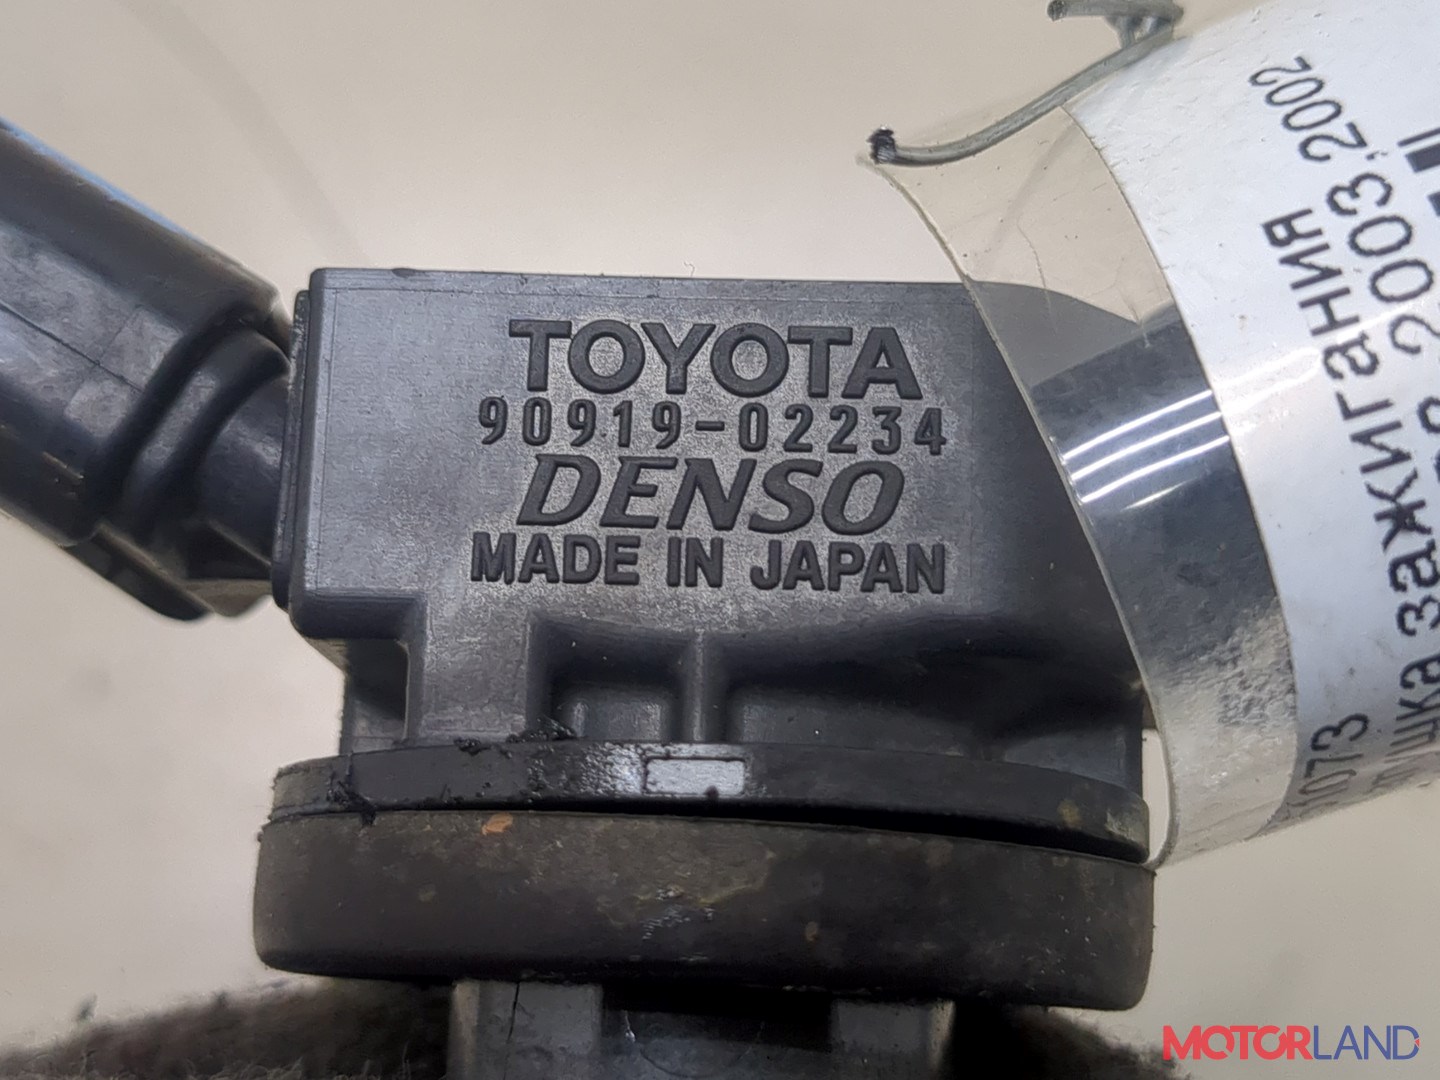 TOYOTA
90919-02234
DENSO
MADE IN JAPAN
зажигания
2003,2002
MOTORLAND